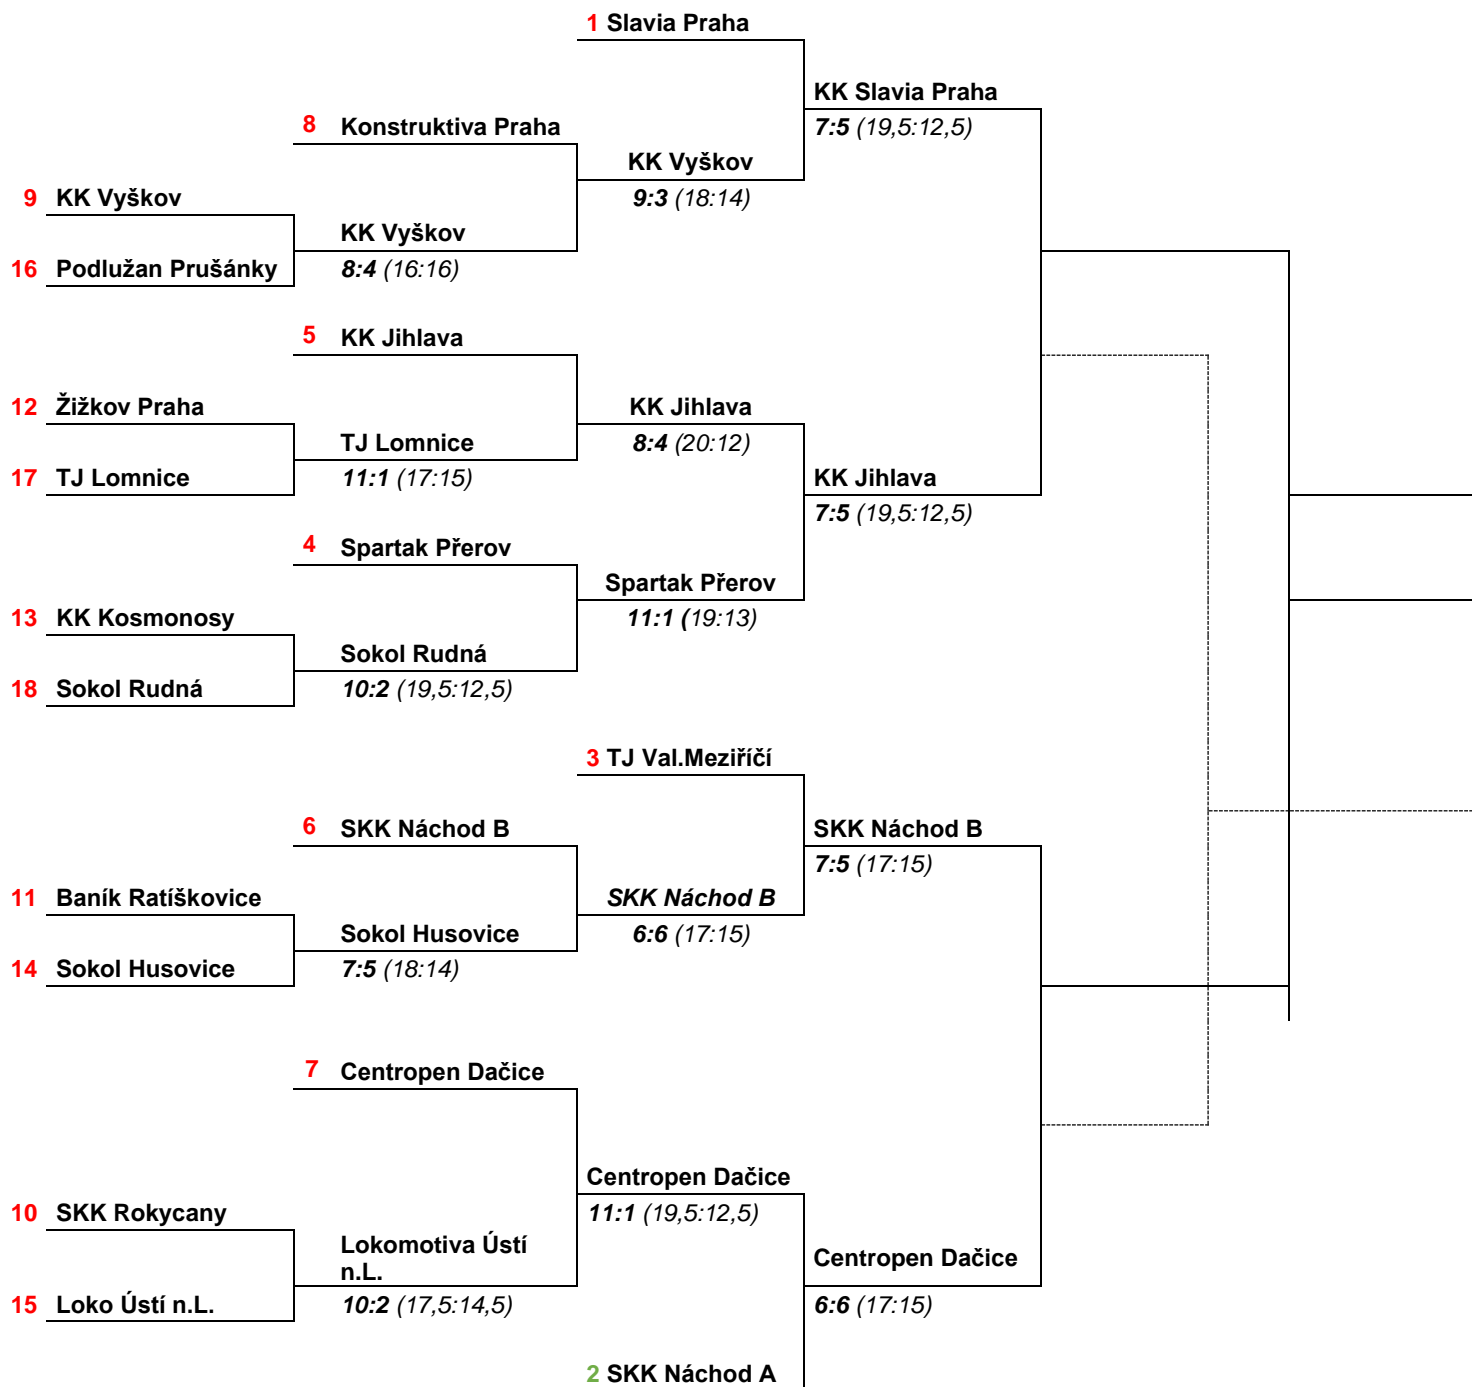 1 Slavia Praha
KK Slavia Praha
8 Konstruktiva Praha
7:5 (19,5:12,5)
KK Vyškov
9 KK Vyškov
9:3 (18:14)
KK Vyškov
16 Podlužan Prušánky
8:4 (16:16)
5 KK Jihlava
12 Žižkov Praha
KK Jihlava
TJ Lomnice
8:4 (20:12)
17 TJ Lomnice
11:1 (17:15)
KK Jihlava
7:5 (19,5:12,5)
4 Spartak Přerov
Spartak Přerov
13 KK Kosmonosy
11:1 (19:13)
Sokol Rudná
18 Sokol Rudná
10:2 (19,5:12,5)
3 TJ Val.Meziříčí
6 SKK Náchod B
SKK Náchod B
7:5 (17:15)
11 Baník Ratíškovice
SKK Náchod B
Sokol Husovice
6:6 (17:15)
14 Sokol Husovice
7:5 (18:14)
7 Centropen Dačice
Centropen Dačice
10 SKK Rokycany
11:1 (19,5:12,5)
Lokomotiva Ústí
n.L.
Centropen Dačice
15 Loko Ústí n.L.
10:2 (17,5:14,5)
6:6 (17:15)
2 SKK Náchod A